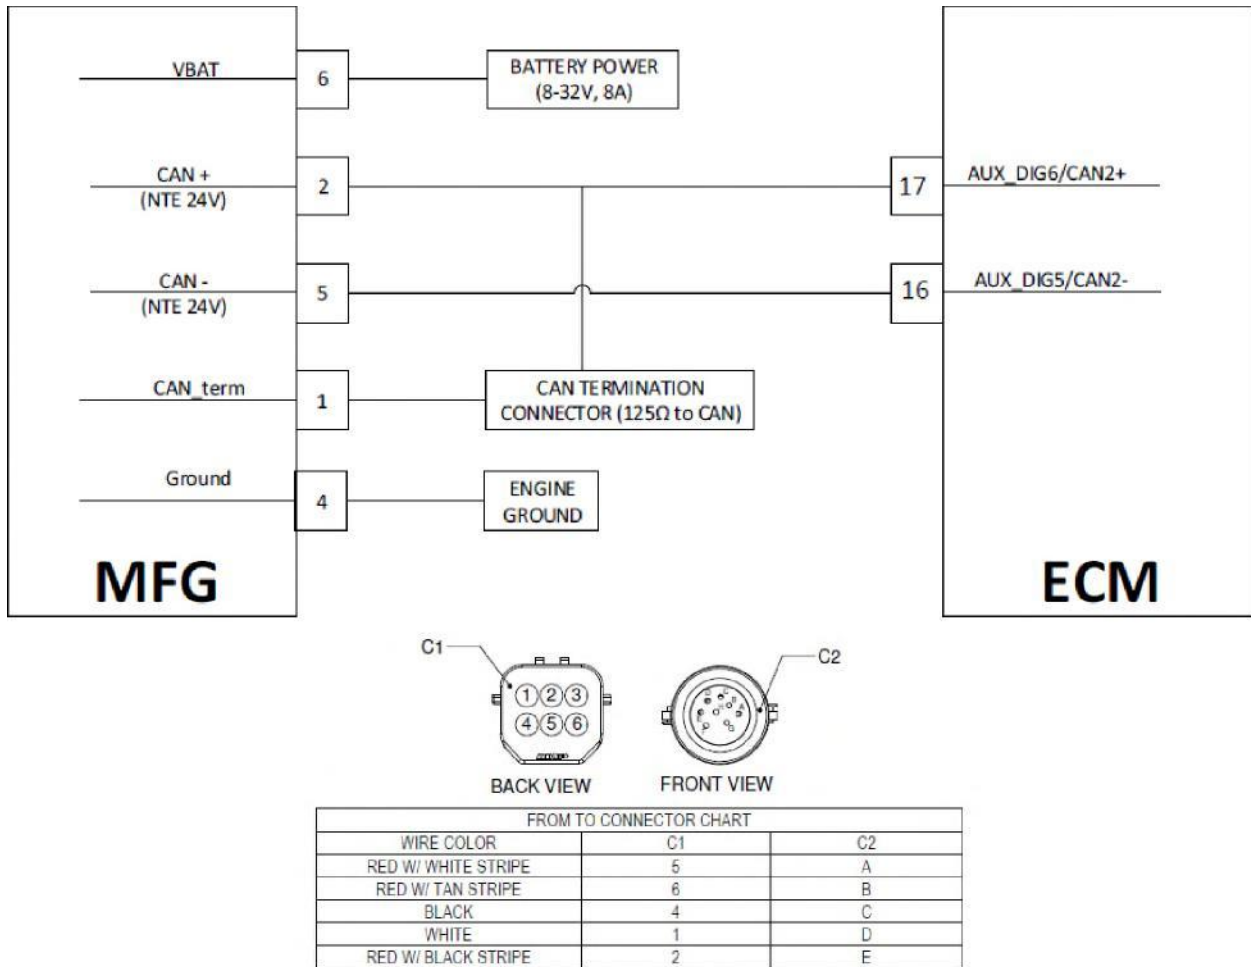 VBAT
6
BATTERY POWER
(8-32V, 8A)
CAN +
(NTE 24V)
2
17
AUX_DIG6/CAN2+
CAN -
(NTE 24V)
5
16
AUX_DIG5/CAN2-
CAN_term
1
CAN TERMINATION
CONNECTOR (125Ω to CAN)
Ground
4
ENGINE
GROUND
MFG
ECM
C1
C2
1 2 3
4 5 6
BACK VIEW
FRONT VIEW
FROM TO CONNECTOR CHART
WIRE COLOR C1 C2
RED W/ WHITE STRIPE 5 A
RED W/ TAN STRIPE 6 B
BLACK 4 C
WHITE 1 D
RED W/ BLACK STRIPE 2 E